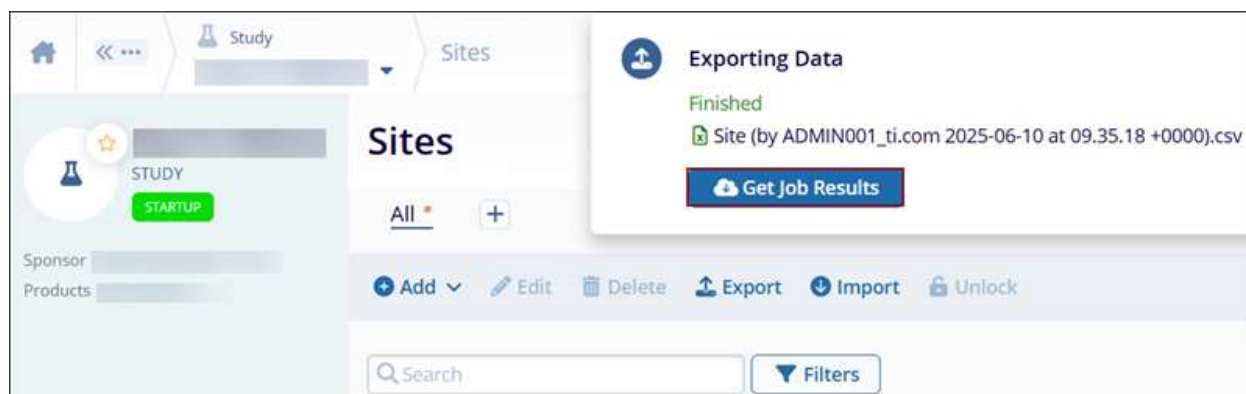 Study
Sites
Exporting Data
Finished
Site (by ADMIN001_ti.com 2025-06-10 at 09.35.18 +0000).csv
Get Job Results
STUDY
STARTUP
Sponsor
Products
Sites
All *
Add
Edit
Delete
Export
Import
Unlock
Search
Filters